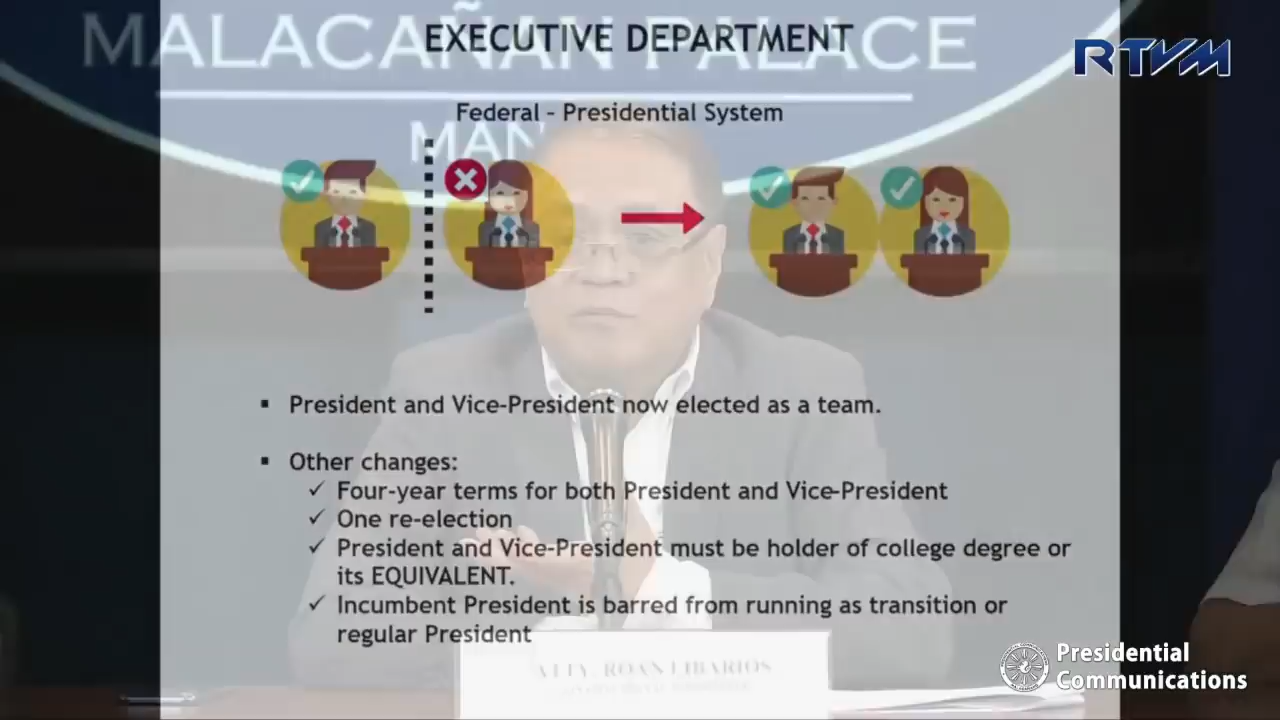 MALACAÑAN PALACE
EXECUTIVE DEPARTMENT
RTVM
Federal – Presidential System
MAN
▪ President and Vice-President now elected as a team.
▪ Other changes:
✓ Four-year terms for both President and Vice-President
✓ One re-election
✓ President and Vice-President must be holder of college degree or
its EQUIVALENT.
✓ Incumbent President is barred from running as transition or
regular President
ATTY. ROAN LIBARIOS
Presidential
Communications